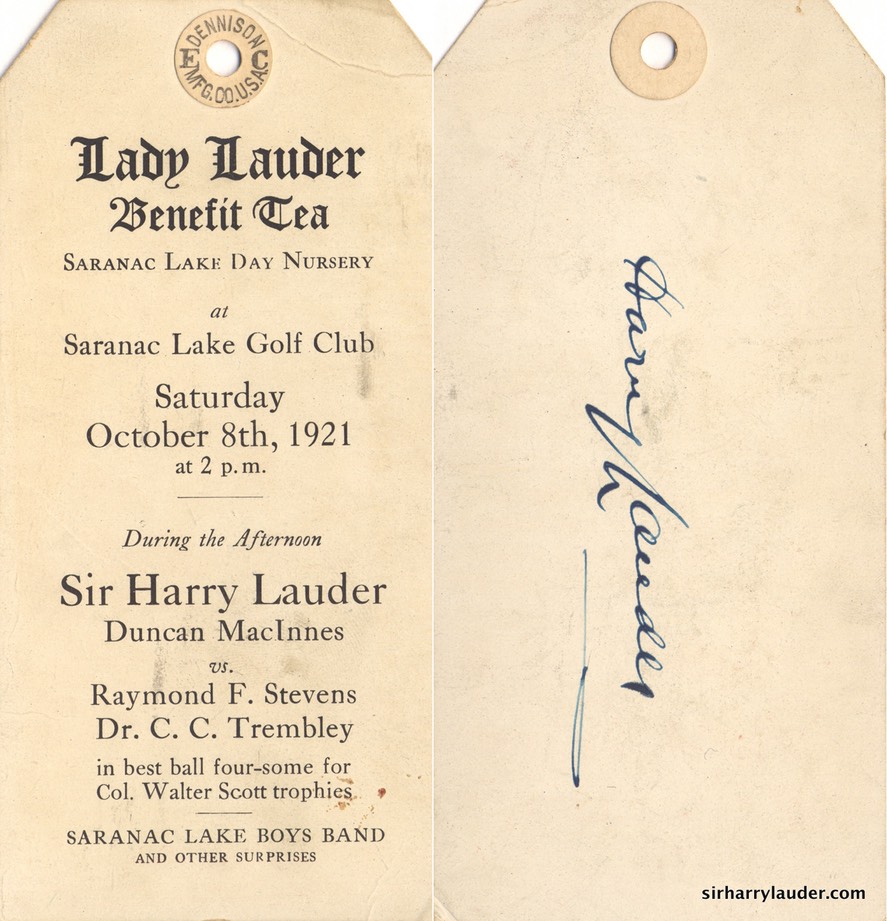 DENNISON
E C
MFG.CO.U.S.A.
Lady Lauder
Benefit Tea
SARANAC LAKE DAY NURSERY
at
Saranac Lake Golf Club
Saturday
October 8th, 1921
at 2 p.m.
During the Afternoon
Sir Harry Lauder
Duncan MacInnes
vs.
Raymond F. Stevens
Dr. C. C. Trembley
in best ball four-some for
Col. Walter Scott trophies
SARANAC LAKE BOYS BAND
AND OTHER SURPRISES
Harry Lauder
sirharrylauder.com